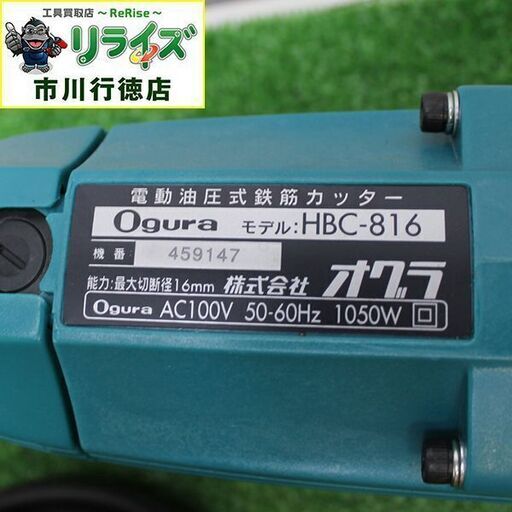 工具買取店 ～ReRise～
リライズ
市川行徳店
電動油圧式鉄筋カッター
Ogura モデル:HBC-816
機番 459147
能力:最大切断径16mm 株式会社 オグラ
Ogura AC100V 50-60Hz 1050W